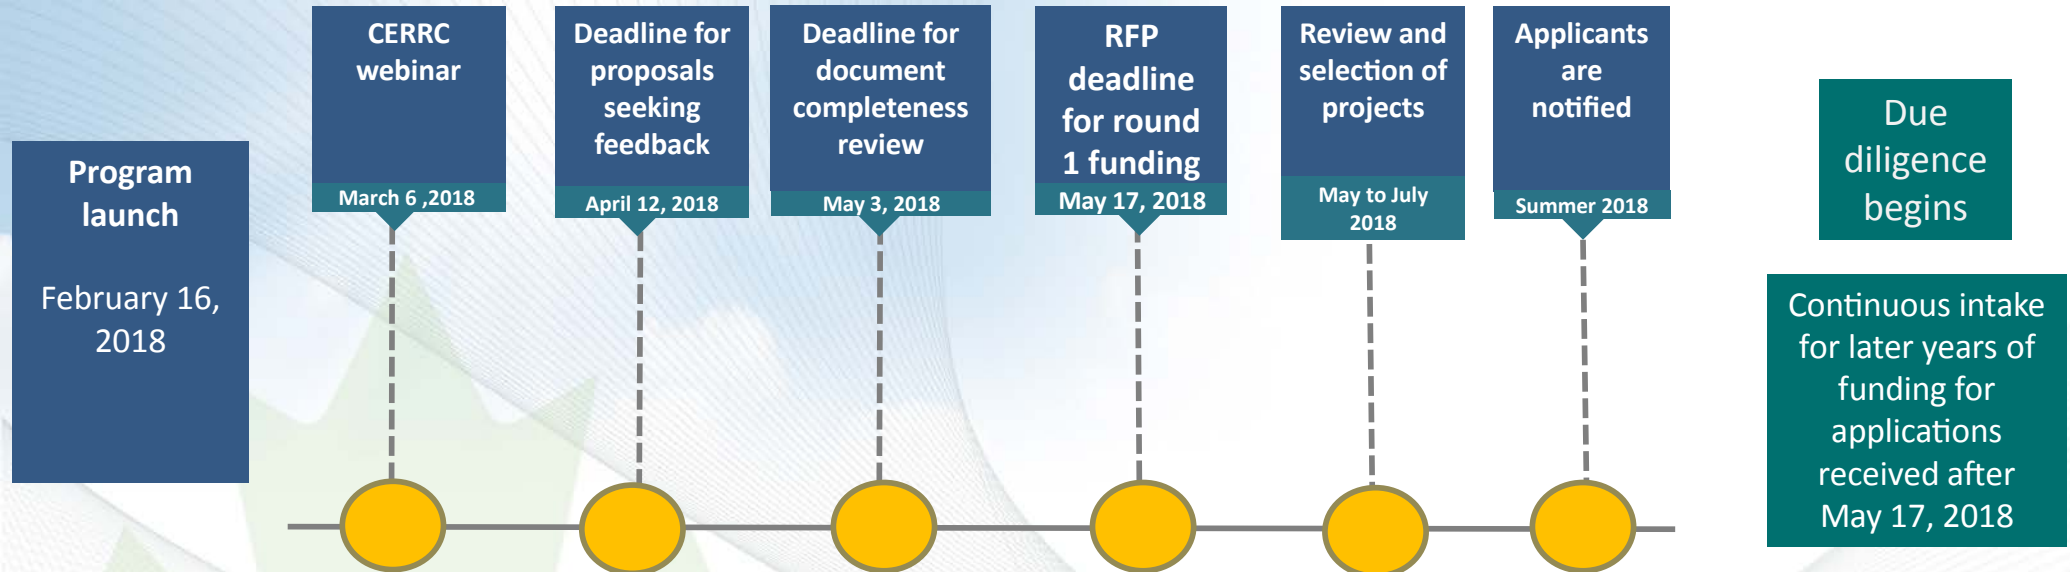 Program
launch
February 16,
2018
CERRC
webinar
March 6 ,2018
Deadline for
proposals
seeking
feedback
April 12, 2018
Deadline for
document
completeness
review
May 3, 2018
RFP
deadline
for round
1 funding
May 17, 2018
Review and
selection of
projects
May to July
2018
Applicants
are
notified
Summer 2018
Due
diligence
begins
Continuous intake
for later years of
funding for
applications
received after
May 17, 2018